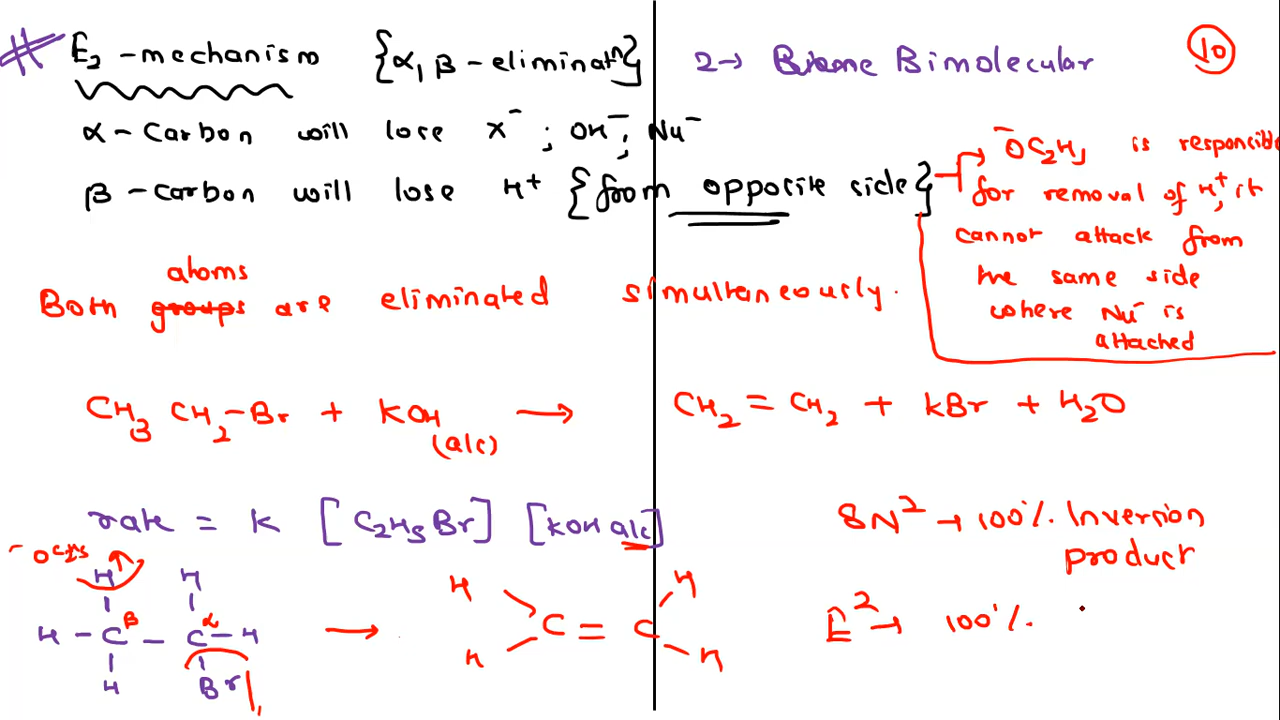 E2-mechanism {α, β-eliminatn} 2→ Bimolecular
10
α-Carbon will lose X⁻ ; OH⁻; Nu⁻
β-carbon will lose H⁺ {from opposite side}
⁻OC2H5 is responsible
for removal of H⁺, it
cannot attack from
the same side
where Nu⁻ is
attached
atoms
Both groups are eliminated simultaneously.
CH3 CH2-Br + KOH (alc) → CH2 = CH2 + kBr + H2O
rate = k [C2H5Br] [KOH alc]
SN² → 100% Inversion
product
⁻OC2H5
H H
H - C β - C α - H
H Br
→
H H
C = C
H H
E² → 100%